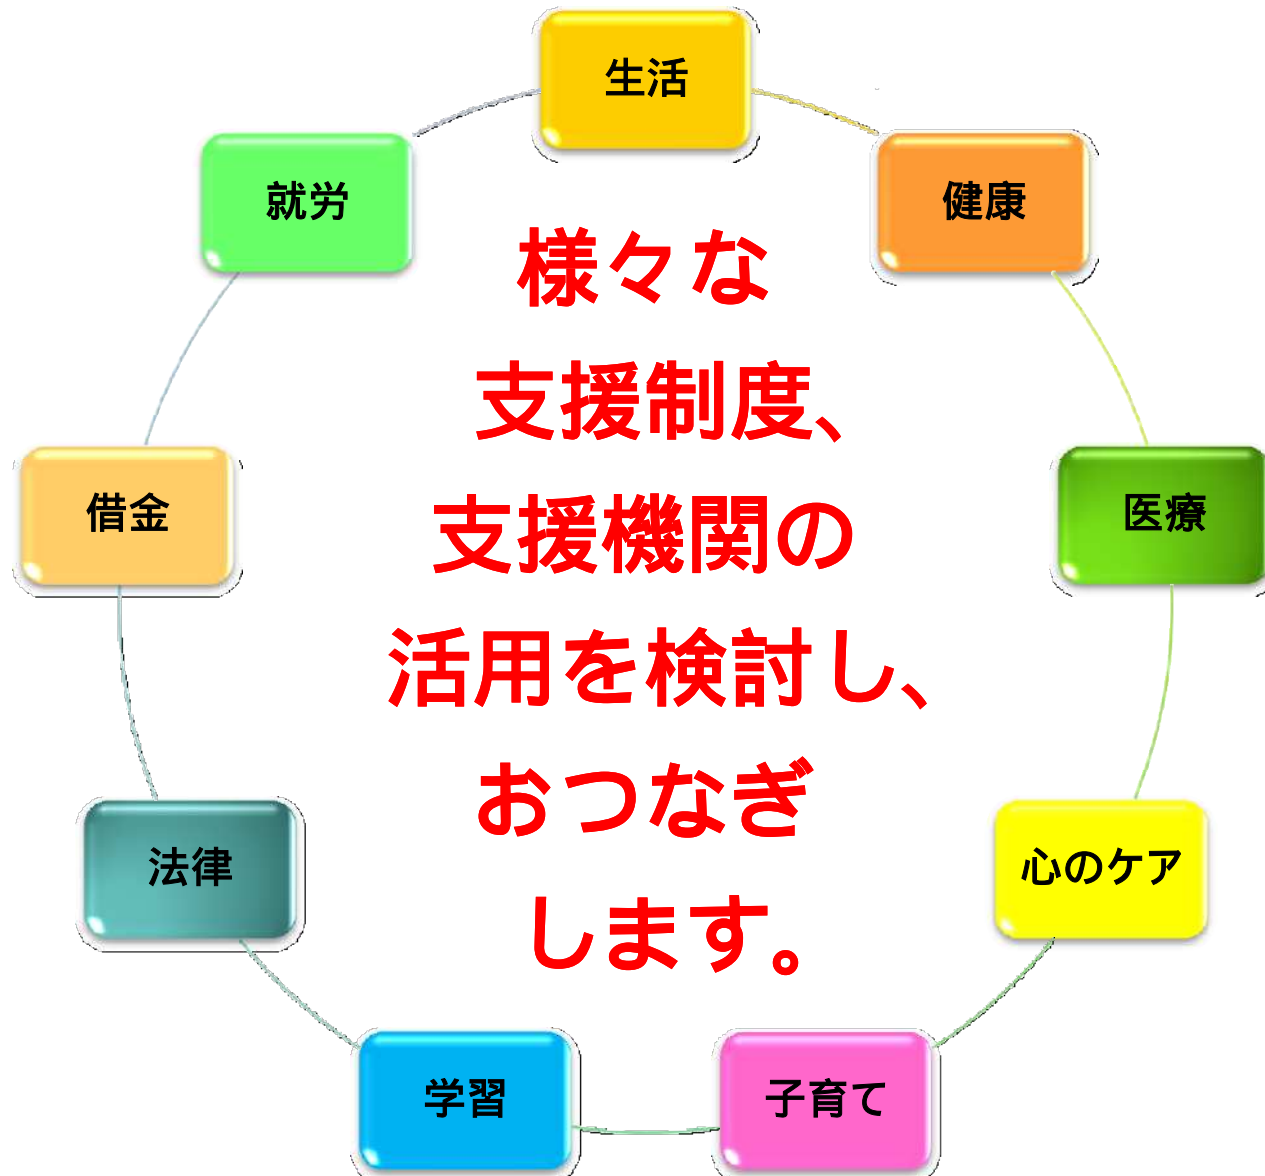 生活
健康
医療
心のケア
子育て
学習
法律
借金
就労
様々な
支援制度、
支援機関の
活用を検討し、
おつなぎ
します。